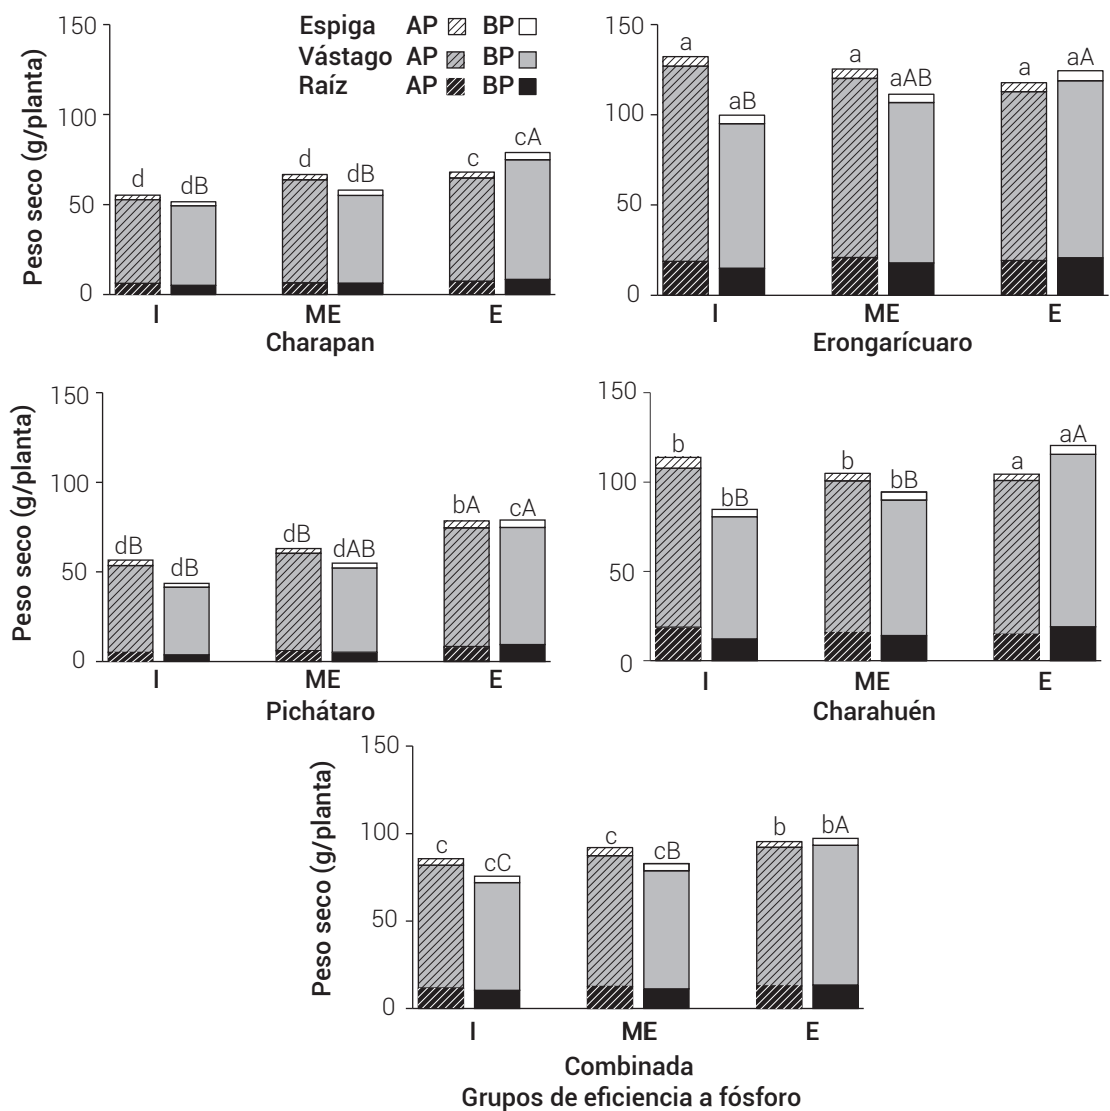 Espiga AP BP
Vástago AP BP
Raíz AP BP
Peso seco (g/planta)
150
100
50
0
d dB d dB c cA
I ME E
Charapan
150
100
50
0
a aB a aAB a aA
I ME E
Erongarícuaro
Peso seco (g/planta)
150
100
50
0
dB dB dB dAB bA cA
I ME E
Pichátaro
150
100
50
0
b bB b bB a aA
I ME E
Charahuén
Peso seco (g/planta)
150
100
50
0
c cC c cB b bA
I ME E
Combinada
Grupos de eficiencia a fósforo